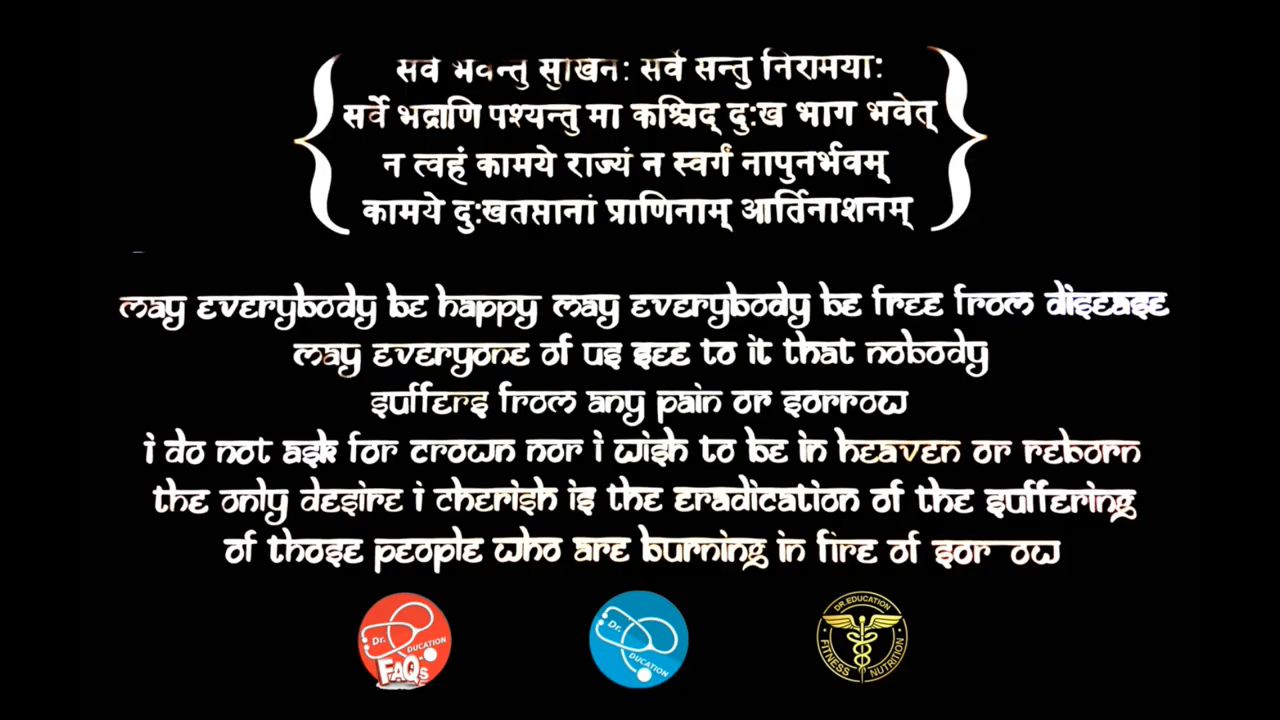 सर्वे भवन्तु सुखिन: सर्वे सन्तु निरामया:
सर्वे भद्राणि पश्यन्तु मा कश्चिद् दु:ख भाग भवेत्
न त्वहं कामये राज्यं न स्वर्गं नापुनर्भवम्
कामये दु:खतप्तानां प्राणिनाम् आर्तिनाशनम्
may everybody be happy may everybody be free from disease
may everyone of us see to it that nobody
suffers from any pain or sorrow
i do not ask for crown nor i wish to be in heaven or reborn
the only desire i cherish is the eradication of the suffering
of those people who are burning in fire of sor ow
Dr. DUCATION FAQs
Dr. DUCATION
DR.EDUCATION FITNESS NUTRITION